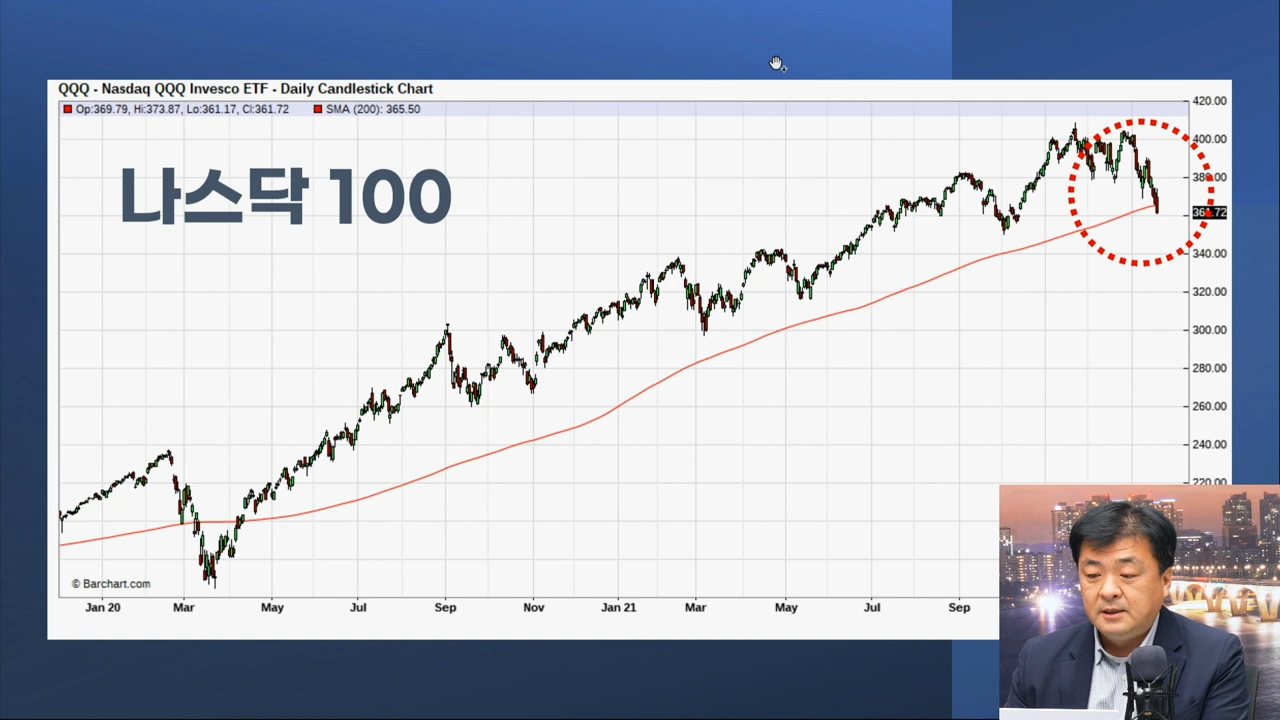 QQQ - Nasdaq QQQ Invesco ETF - Daily Candlestick Chart
Op:369.79, Hi:373.87, Lo:361.17, Cl:361.72 SMA (200): 365.50
나스닥 100
420.00
400.00
380.00
361.72
340.00
320.00
300.00
280.00
260.00
240.00
220.00
© Barchart.com
Jan 20 Mar May Jul Sep Nov Jan 21 Mar May Jul Sep